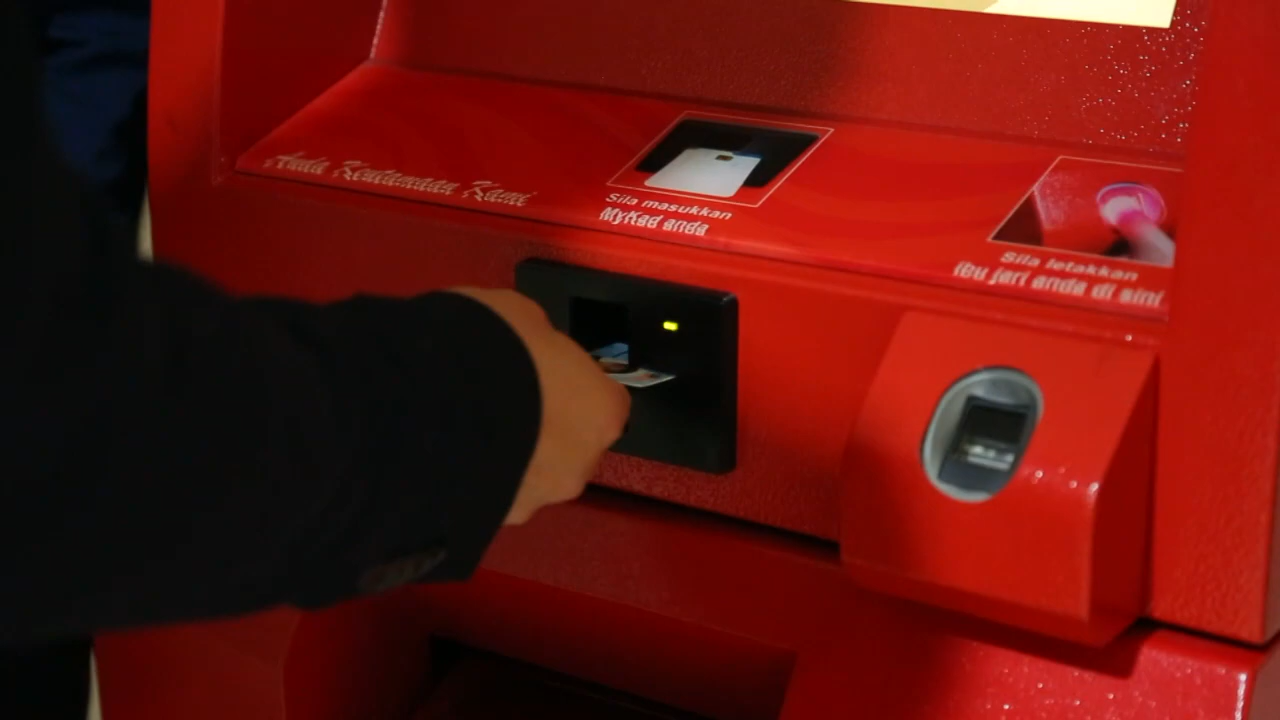 Anda Keutamaan Kami
Sila masukkan
MyKad anda
Sila letakkan
ibu jari anda di sini